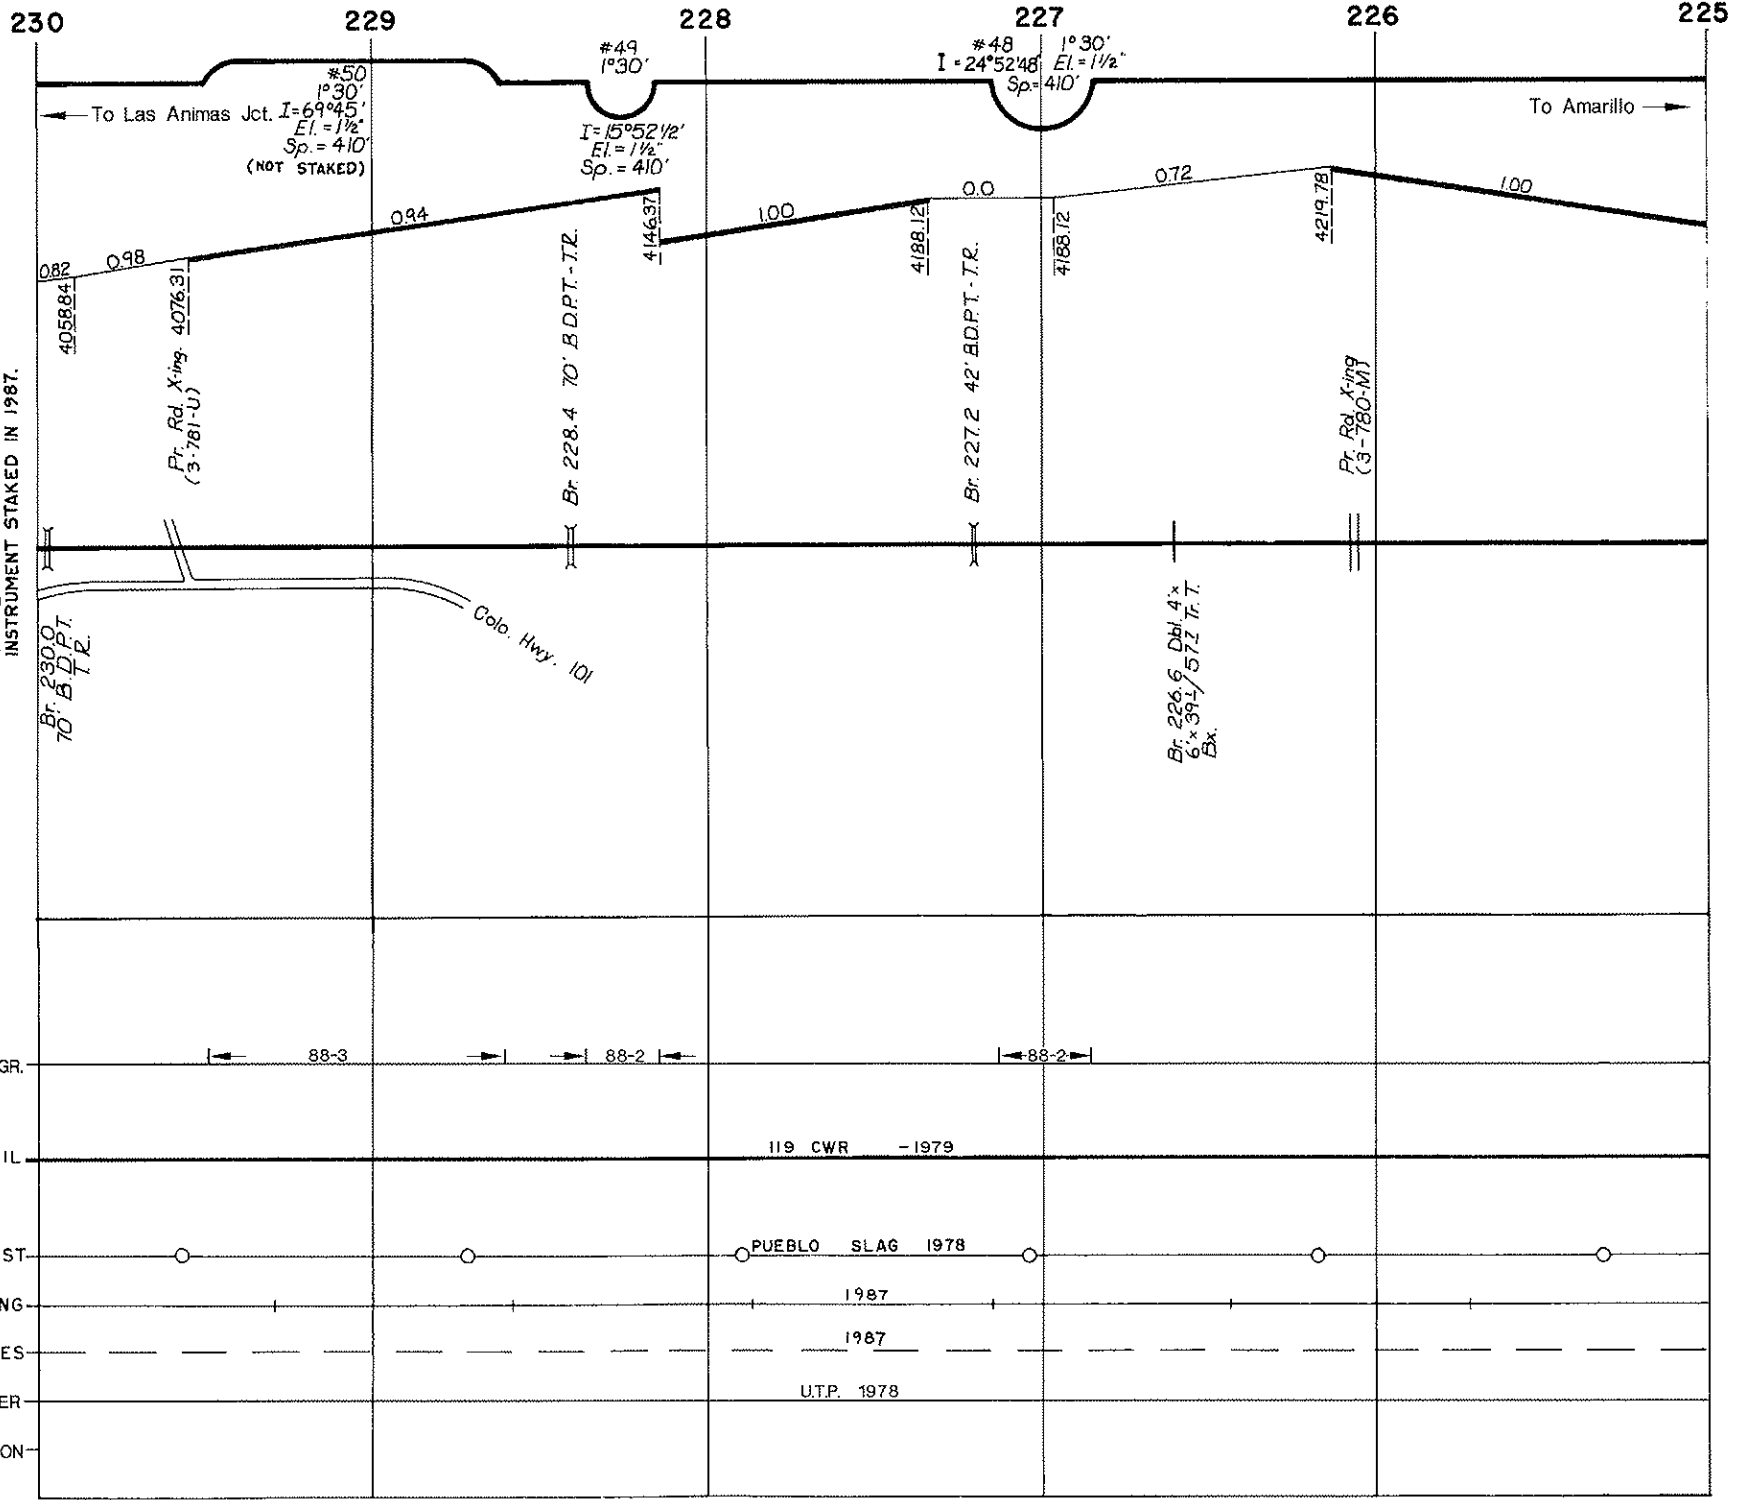 230
229
228
227
226
225
#50
1°30'
I=69°45'
El.=1½"
Sp.=410'
(NOT STAKED)
To Las Animas Jct.
#49
1°30'
I=15°52½'
El.=1½"
Sp.=410'
#48 1°30'
I=24°52'48" El.=1½"
Sp=410'
To Amarillo
0.82
0.98
0.94
1.00
0.0
0.72
1.00
4058.84
4076.31
4146.37
4188.12
4188.12
4219.78
INSTRUMENT STAKED IN 1987.
Pr. Rd. X-ing.
(3-781-U)
Br. 228.4 70' B.D.P.T.-T.R.
Br. 227.2 42' B.D.P.T.-T.R.
Pr. Rd. X-ing
(3-780-M)
Br. 230.0
70' B.D.P.T.
T.R.
Colo. Hwy. 101
Br. 226.6 Dbl. 4'x
Tr. T.
Bx.
GR.
88-3
88-2
88-2
IL
119 CWR -1979
ST
PUEBLO SLAG 1978
NG
1987
ES
1987
ER
U.T.P. 1978
ON